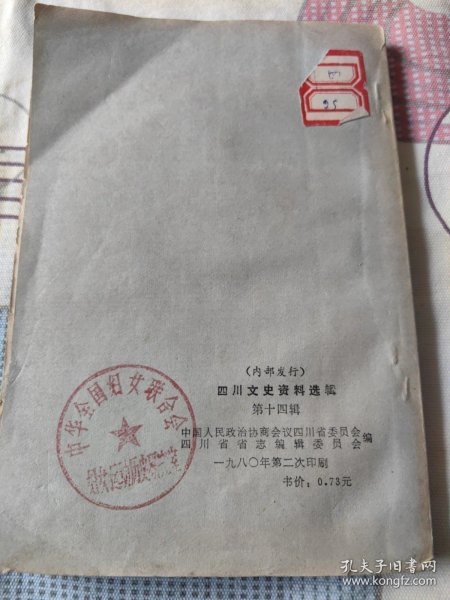 四
56
(内部发行)
四川文史资料选辑
第十四辑
中国人民政治协商会议四川省委员会
四川省省志编辑委员会
编
一九八〇年第二次印刷
书价：0.73元
中华全国妇女联合会
孔夫子旧书网
www.kongfz.com